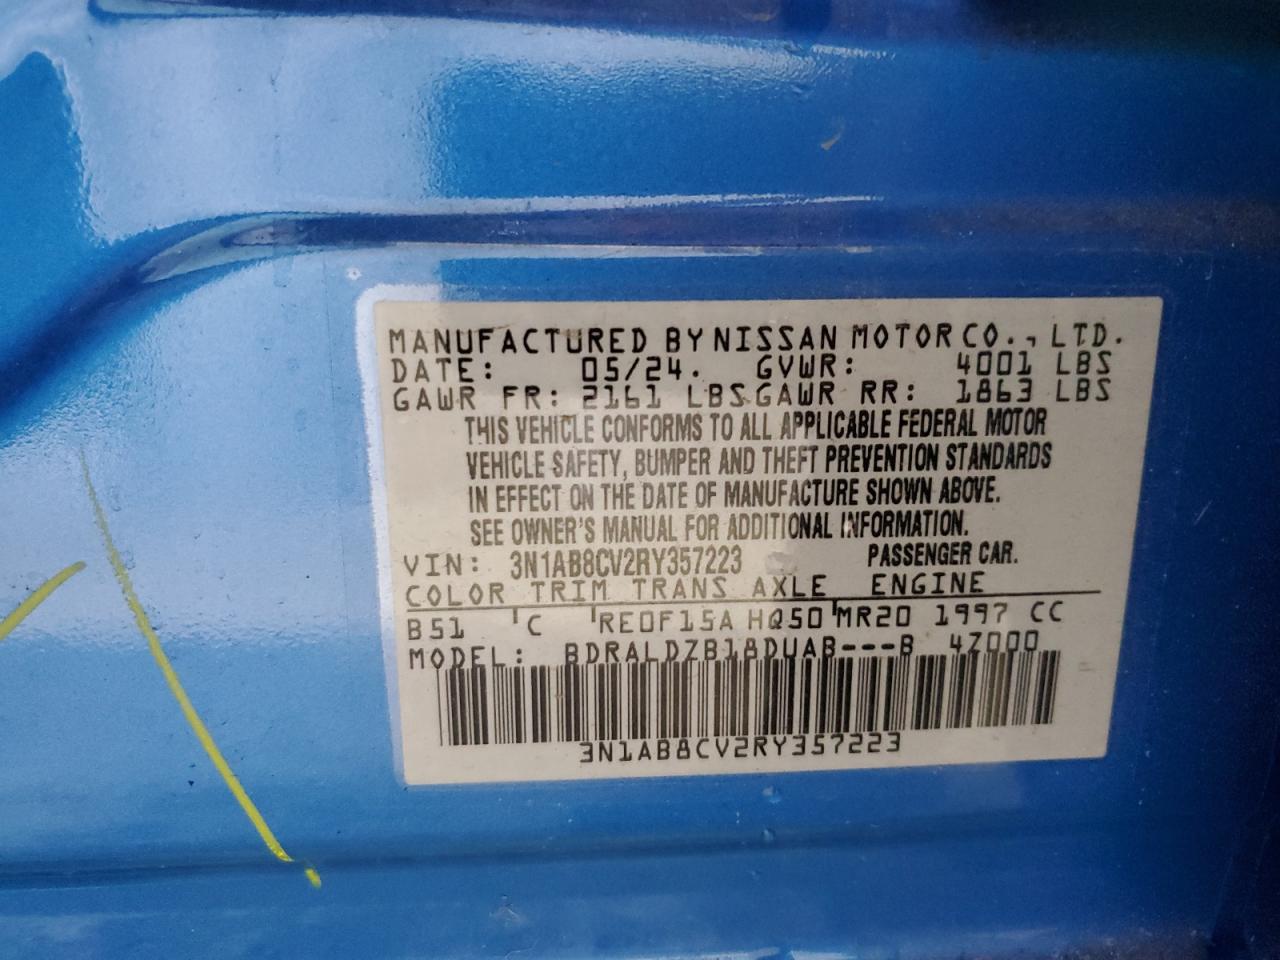 MANUFACTURED BY NISSAN MOTOR CO., LTD.
DATE: 05/24. GVWR: 4001 LBS
GAWR FR: 2161 LBS GAWR RR: 1863 LBS
THIS VEHICLE CONFORMS TO ALL APPLICABLE FEDERAL MOTOR
VEHICLE SAFETY, BUMPER AND THEFT PREVENTION STANDARDS
IN EFFECT ON THE DATE OF MANUFACTURE SHOWN ABOVE.
SEE OWNER'S MANUAL FOR ADDITIONAL INFORMATION.
VIN: 3N1AB8CV2RY357223 PASSENGER CAR.
COLOR TRIM TRANS AXLE ENGINE
B51 C RE0F15A HQ50 MR20 1997 CC
MODEL: BDRALDZB18DUAB---B 4Z000
3N1AB8CV2RY357223